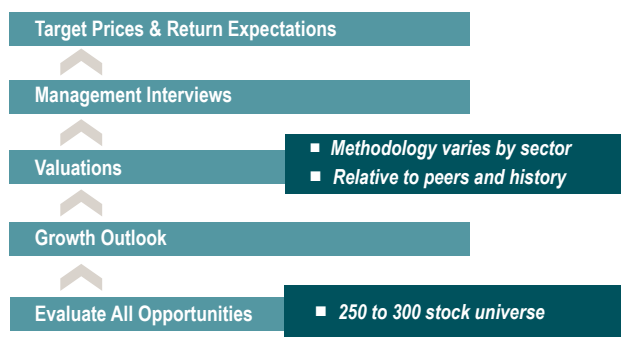 Target Prices & Return Expectations
Management Interviews
Valuations
■ Methodology varies by sector
■ Relative to peers and history
Growth Outlook
Evaluate All Opportunities
■ 250 to 300 stock universe